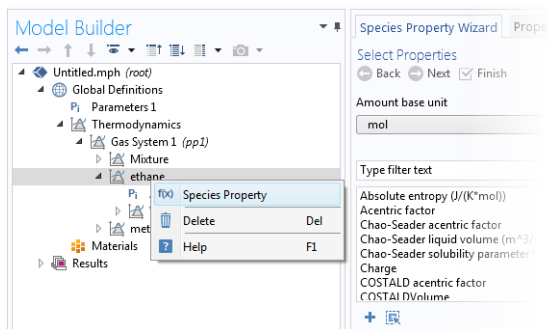 Model Builder
Untitled.mph (root)
Global Definitions
Pi Parameters 1
Thermodynamics
Gas System 1 (pp1)
Mixture
ethane
Pi
met
Materials
Results
f(x) Species Property
Delete Del
? Help F1
Species Property Wizard Prope
Select Properties
Back Next Finish
Amount base unit
mol
Type filter text
Absolute entropy (J/(K*mol))
Acentric factor
Chao-Seader acentric factor
Chao-Seader liquid volume (m^3/
Chao-Seader solubility parameter (
Charge
COSTALD acentric factor
COSTALDVolume